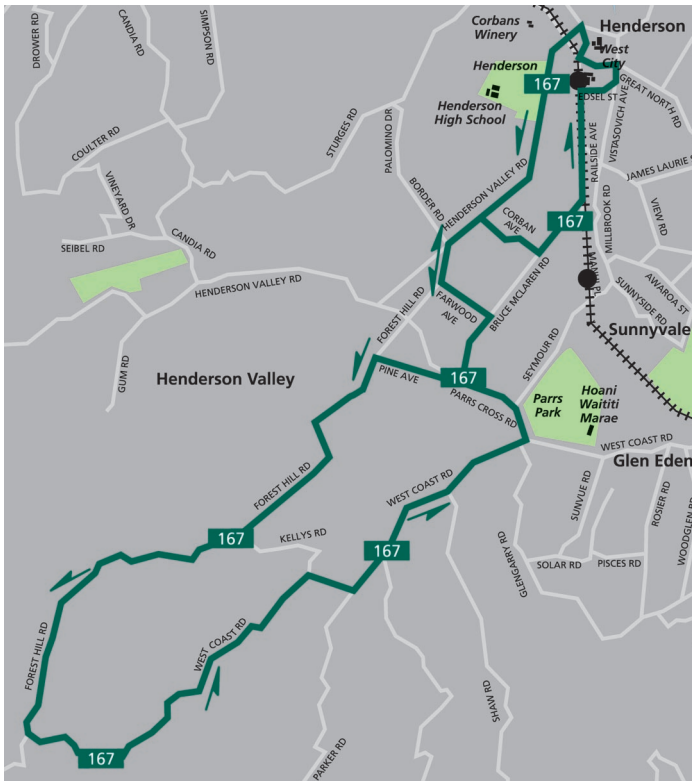 DROWER RD
CANDIA RD
SIMPSON RD
Corbans
Winery
Henderson
West
City
Henderson
167
EDSEL ST
GREAT NORTH RD
Henderson
High School
VISTASOVICH AVE
RAILSIDE AVE
COULTER RD
STURGES RD
PALOMINO DR
JAMES LAURIE
VINEYARD DR
BORDER RD
HENDERSON VALLEY RD
CORBAN
AVE
167
MILLBROOK RD
VIEW RD
SEIBEL RD
CANDIA RD
HENDERSON VALLEY RD
FOREST HILL RD
FARWOOD
AVE
BRUCE MCLAREN RD
AWAROA ST
SUNNYSIDE RD
Sunnyvale
SEYMOUR RD
GUM RD
Henderson Valley
PINE AVE
167
PARRS CROSS RD
Parrs
Park
Hoani
Waititi
Marae
WEST COAST RD
Glen Eden
FOREST HILL RD
WEST COAST RD
SUNVUE RD
ROSIER RD
WOODGLEN RD
167
KELLYS RD
167
GLENGARRY RD
SOLAR RD
PISCES RD
FOREST HILL RD
WEST COAST RD
SHAW RD
167
PARKER RD